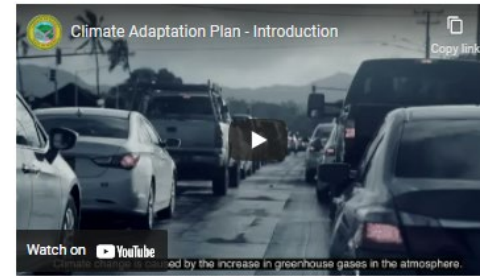 Climate Adaptation Plan - Introduction
Copy link
Watch on YouTube
Climate change is caused by the increase in greenhouse gases in the atmosphere.